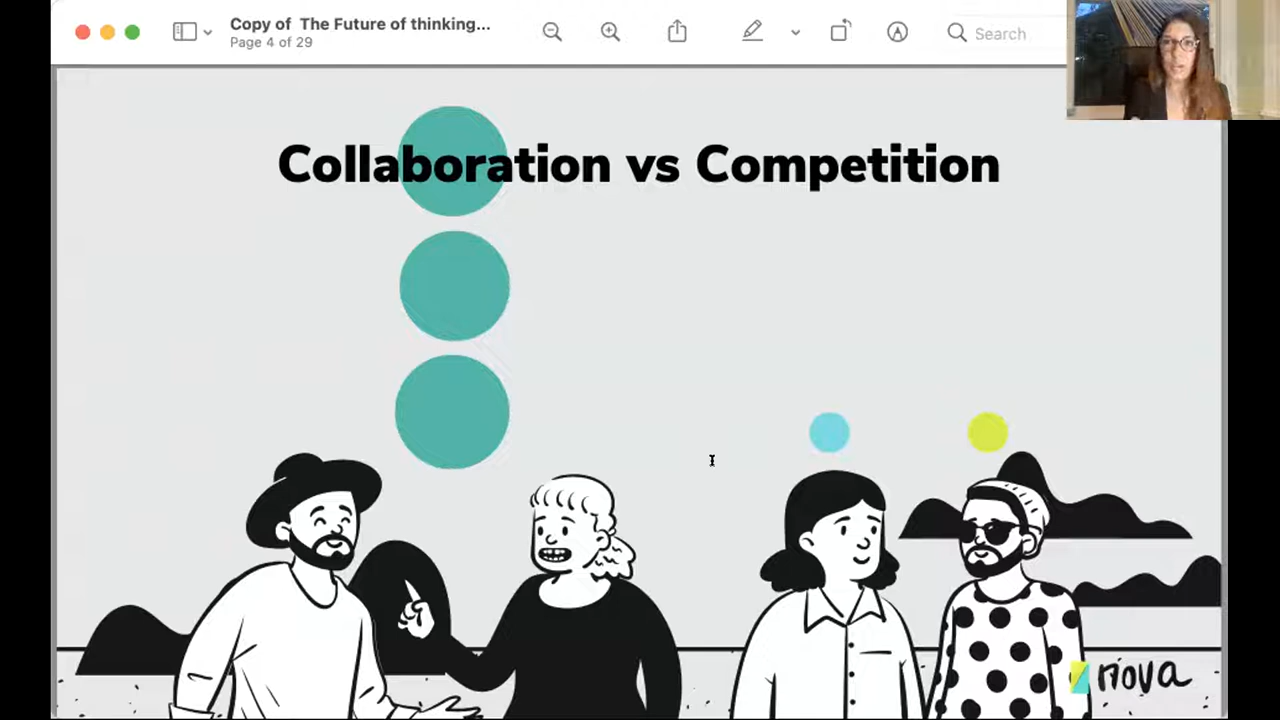 Copy of The Future of thinking...
Page 4 of 29
Search
Collaboration vs Competition
nova